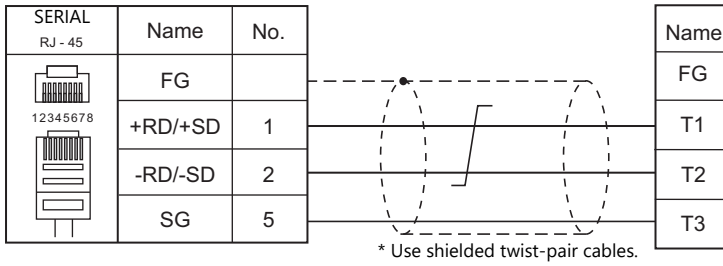 SERIAL
RJ - 45
Name
No.
Name
FG
FG
12345678
+RD/+SD
1
T1
-RD/-SD
2
T2
SG
5
T3
* Use shielded twist-pair cables.